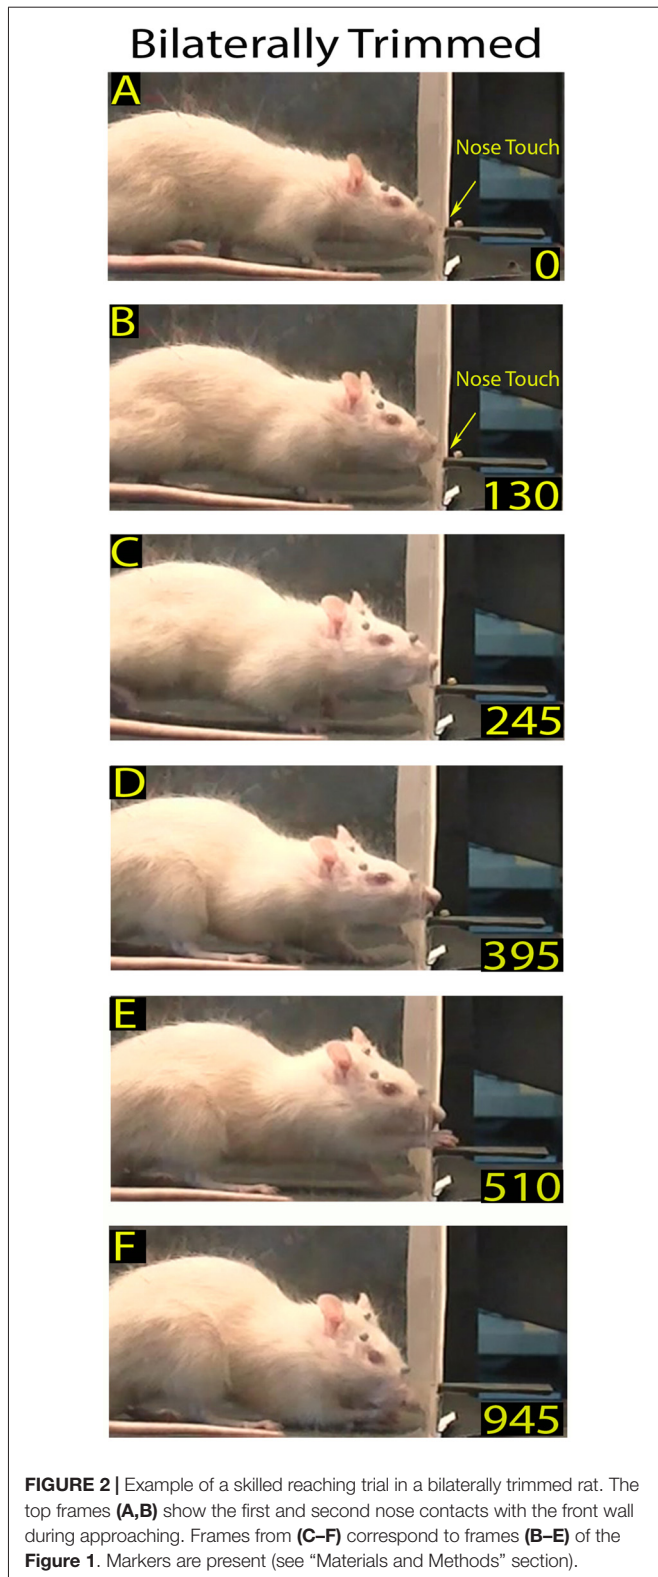 Bilaterally Trimmed
A
Nose Touch
0
B
Nose Touch
130
C
245
D
395
E
510
F
945
FIGURE 2 | Example of a skilled reaching trial in a bilaterally trimmed rat. The
top frames (A,B) show the first and second nose contacts with the front wall
during approaching. Frames from (C–F) correspond to frames (B–E) of the
Figure 1. Markers are present (see “Materials and Methods” section).